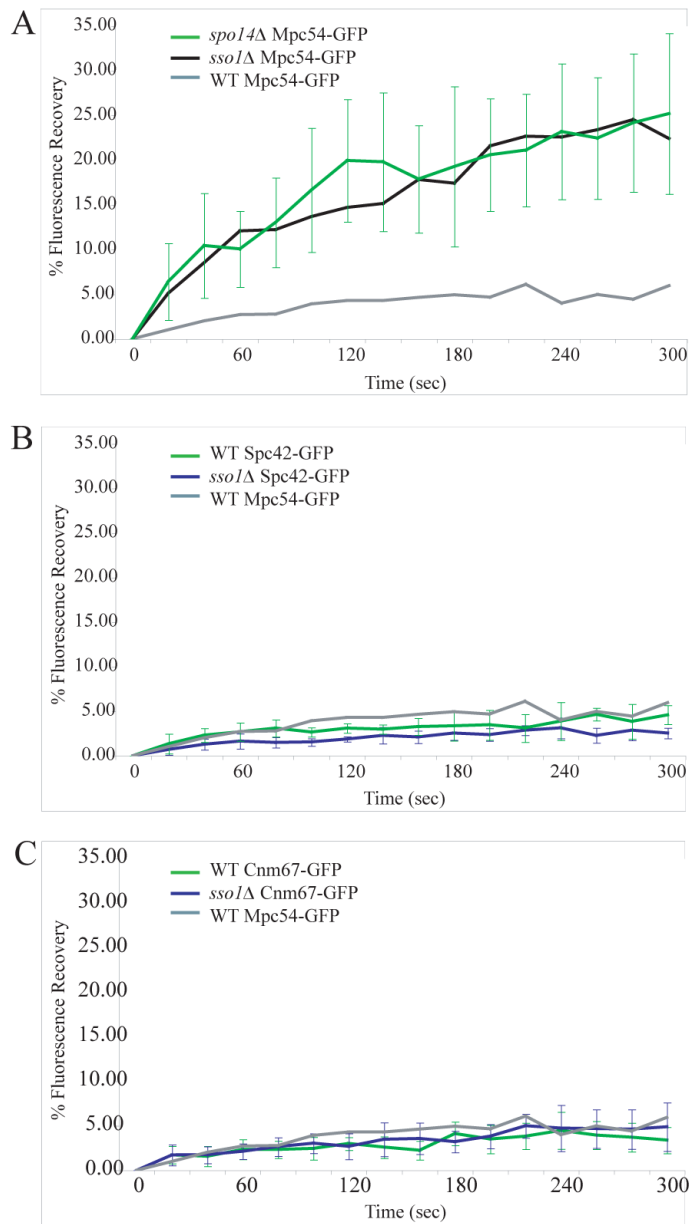 A
spo14Δ Mpc54-GFP
sso1Δ Mpc54-GFP
WT Mpc54-GFP
% Fluorescence Recovery
35.00
30.00
25.00
20.00
15.00
10.00
5.00
0.00
0 60 120 180 240 300
Time (sec)
B
WT Spc42-GFP
sso1Δ Spc42-GFP
WT Mpc54-GFP
% Fluorescence Recovery
35.00
30.00
25.00
20.00
15.00
10.00
5.00
0.00
0 60 120 180 240 300
Time (sec)
C
WT Cnm67-GFP
sso1Δ Cnm67-GFP
WT Mpc54-GFP
% Fluorescence Recovery
35.00
30.00
25.00
20.00
15.00
10.00
5.00
0.00
0 60 120 180 240 300
Time (sec)